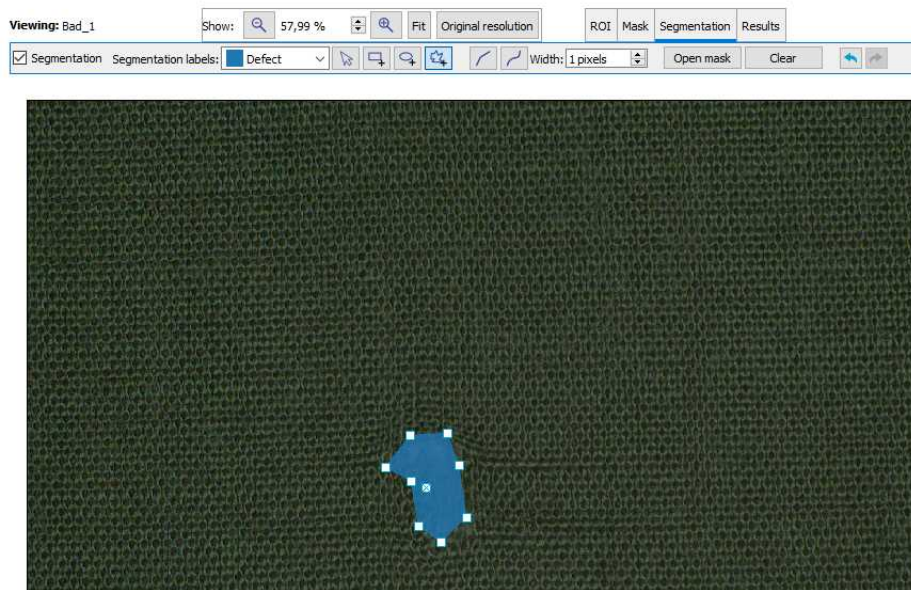 Viewing: Bad_1 Show: 57,99 % Fit Original resolution ROI Mask Segmentation Results
Segmentation Segmentation labels: Defect Width: 1 pixels Open mask Clear